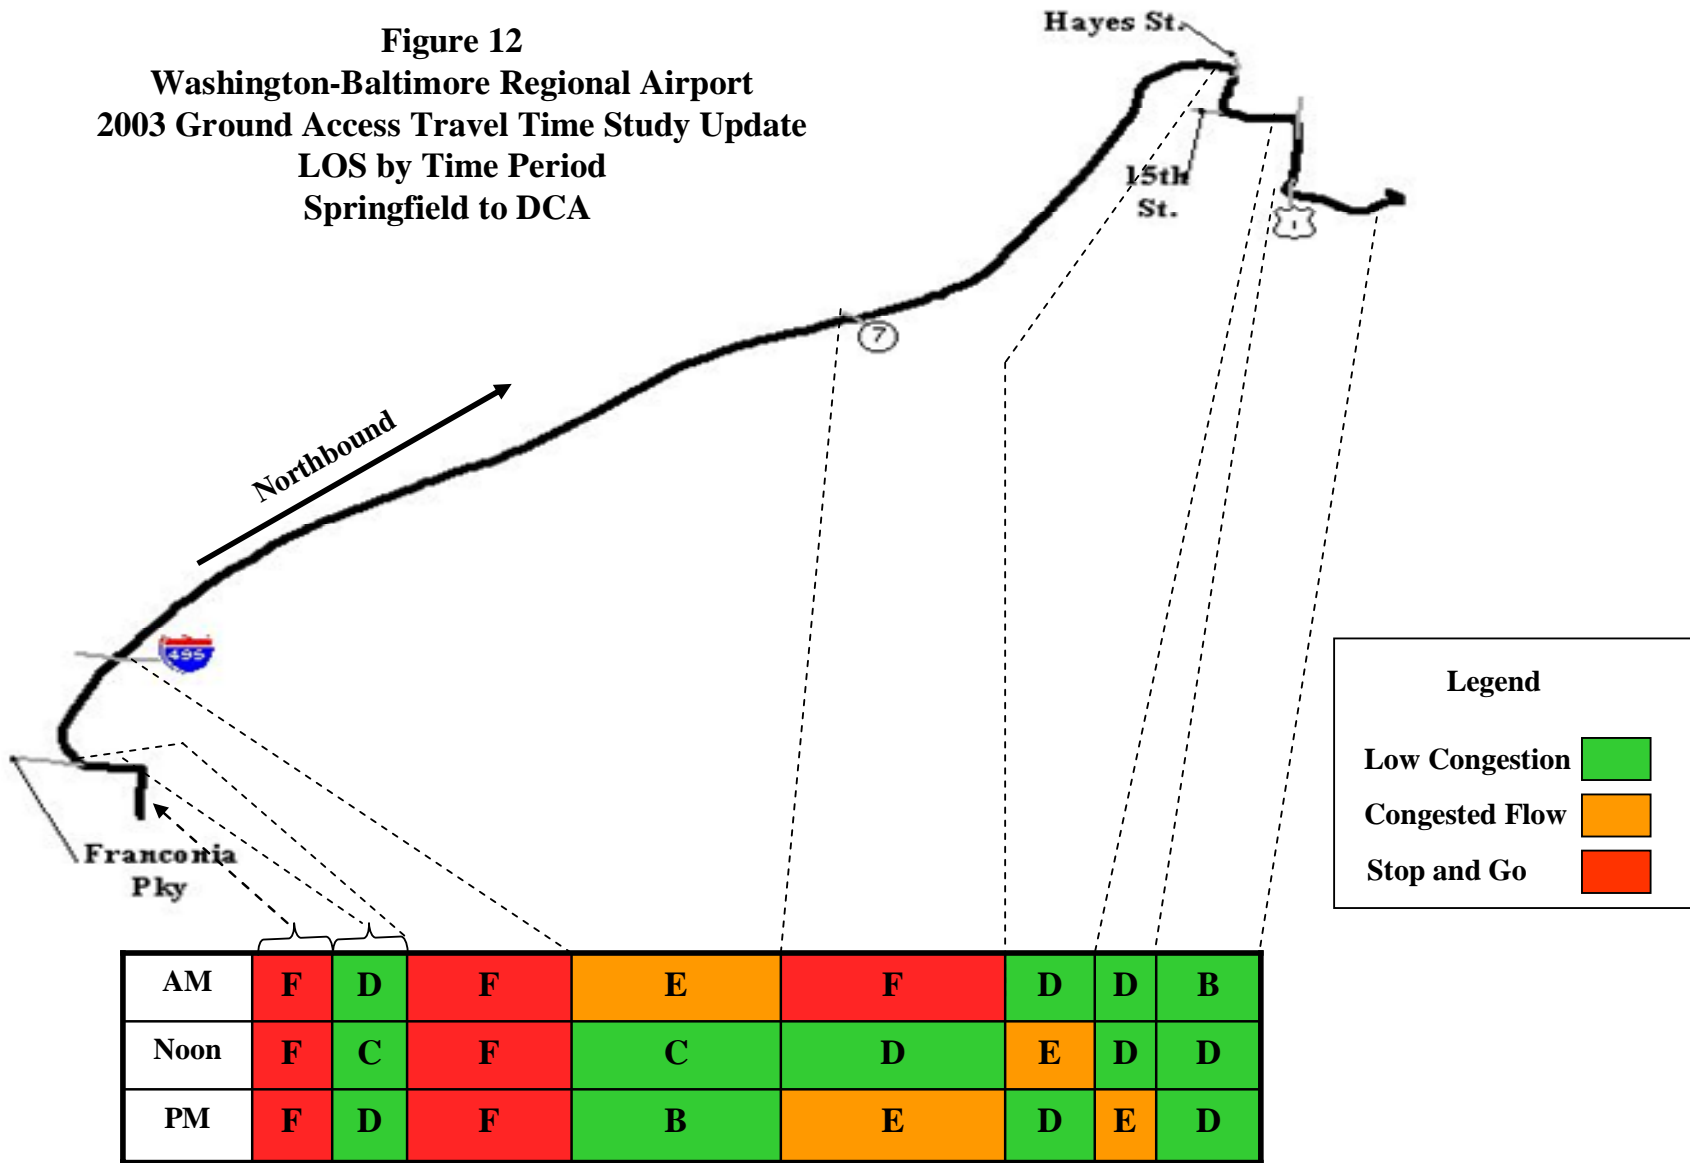 Figure 12
Washington-Baltimore Regional Airport
2003 Ground Access Travel Time Study Update
LOS by Time Period
Springfield to DCA
Hayes St.
15th
St.
1
7
Northbound
495
Franconia
Pky
Legend
Low Congestion
Congested Flow
Stop and Go
AM F D F E F D D B
Noon F C F C D E D D
PM F D F B E D E D